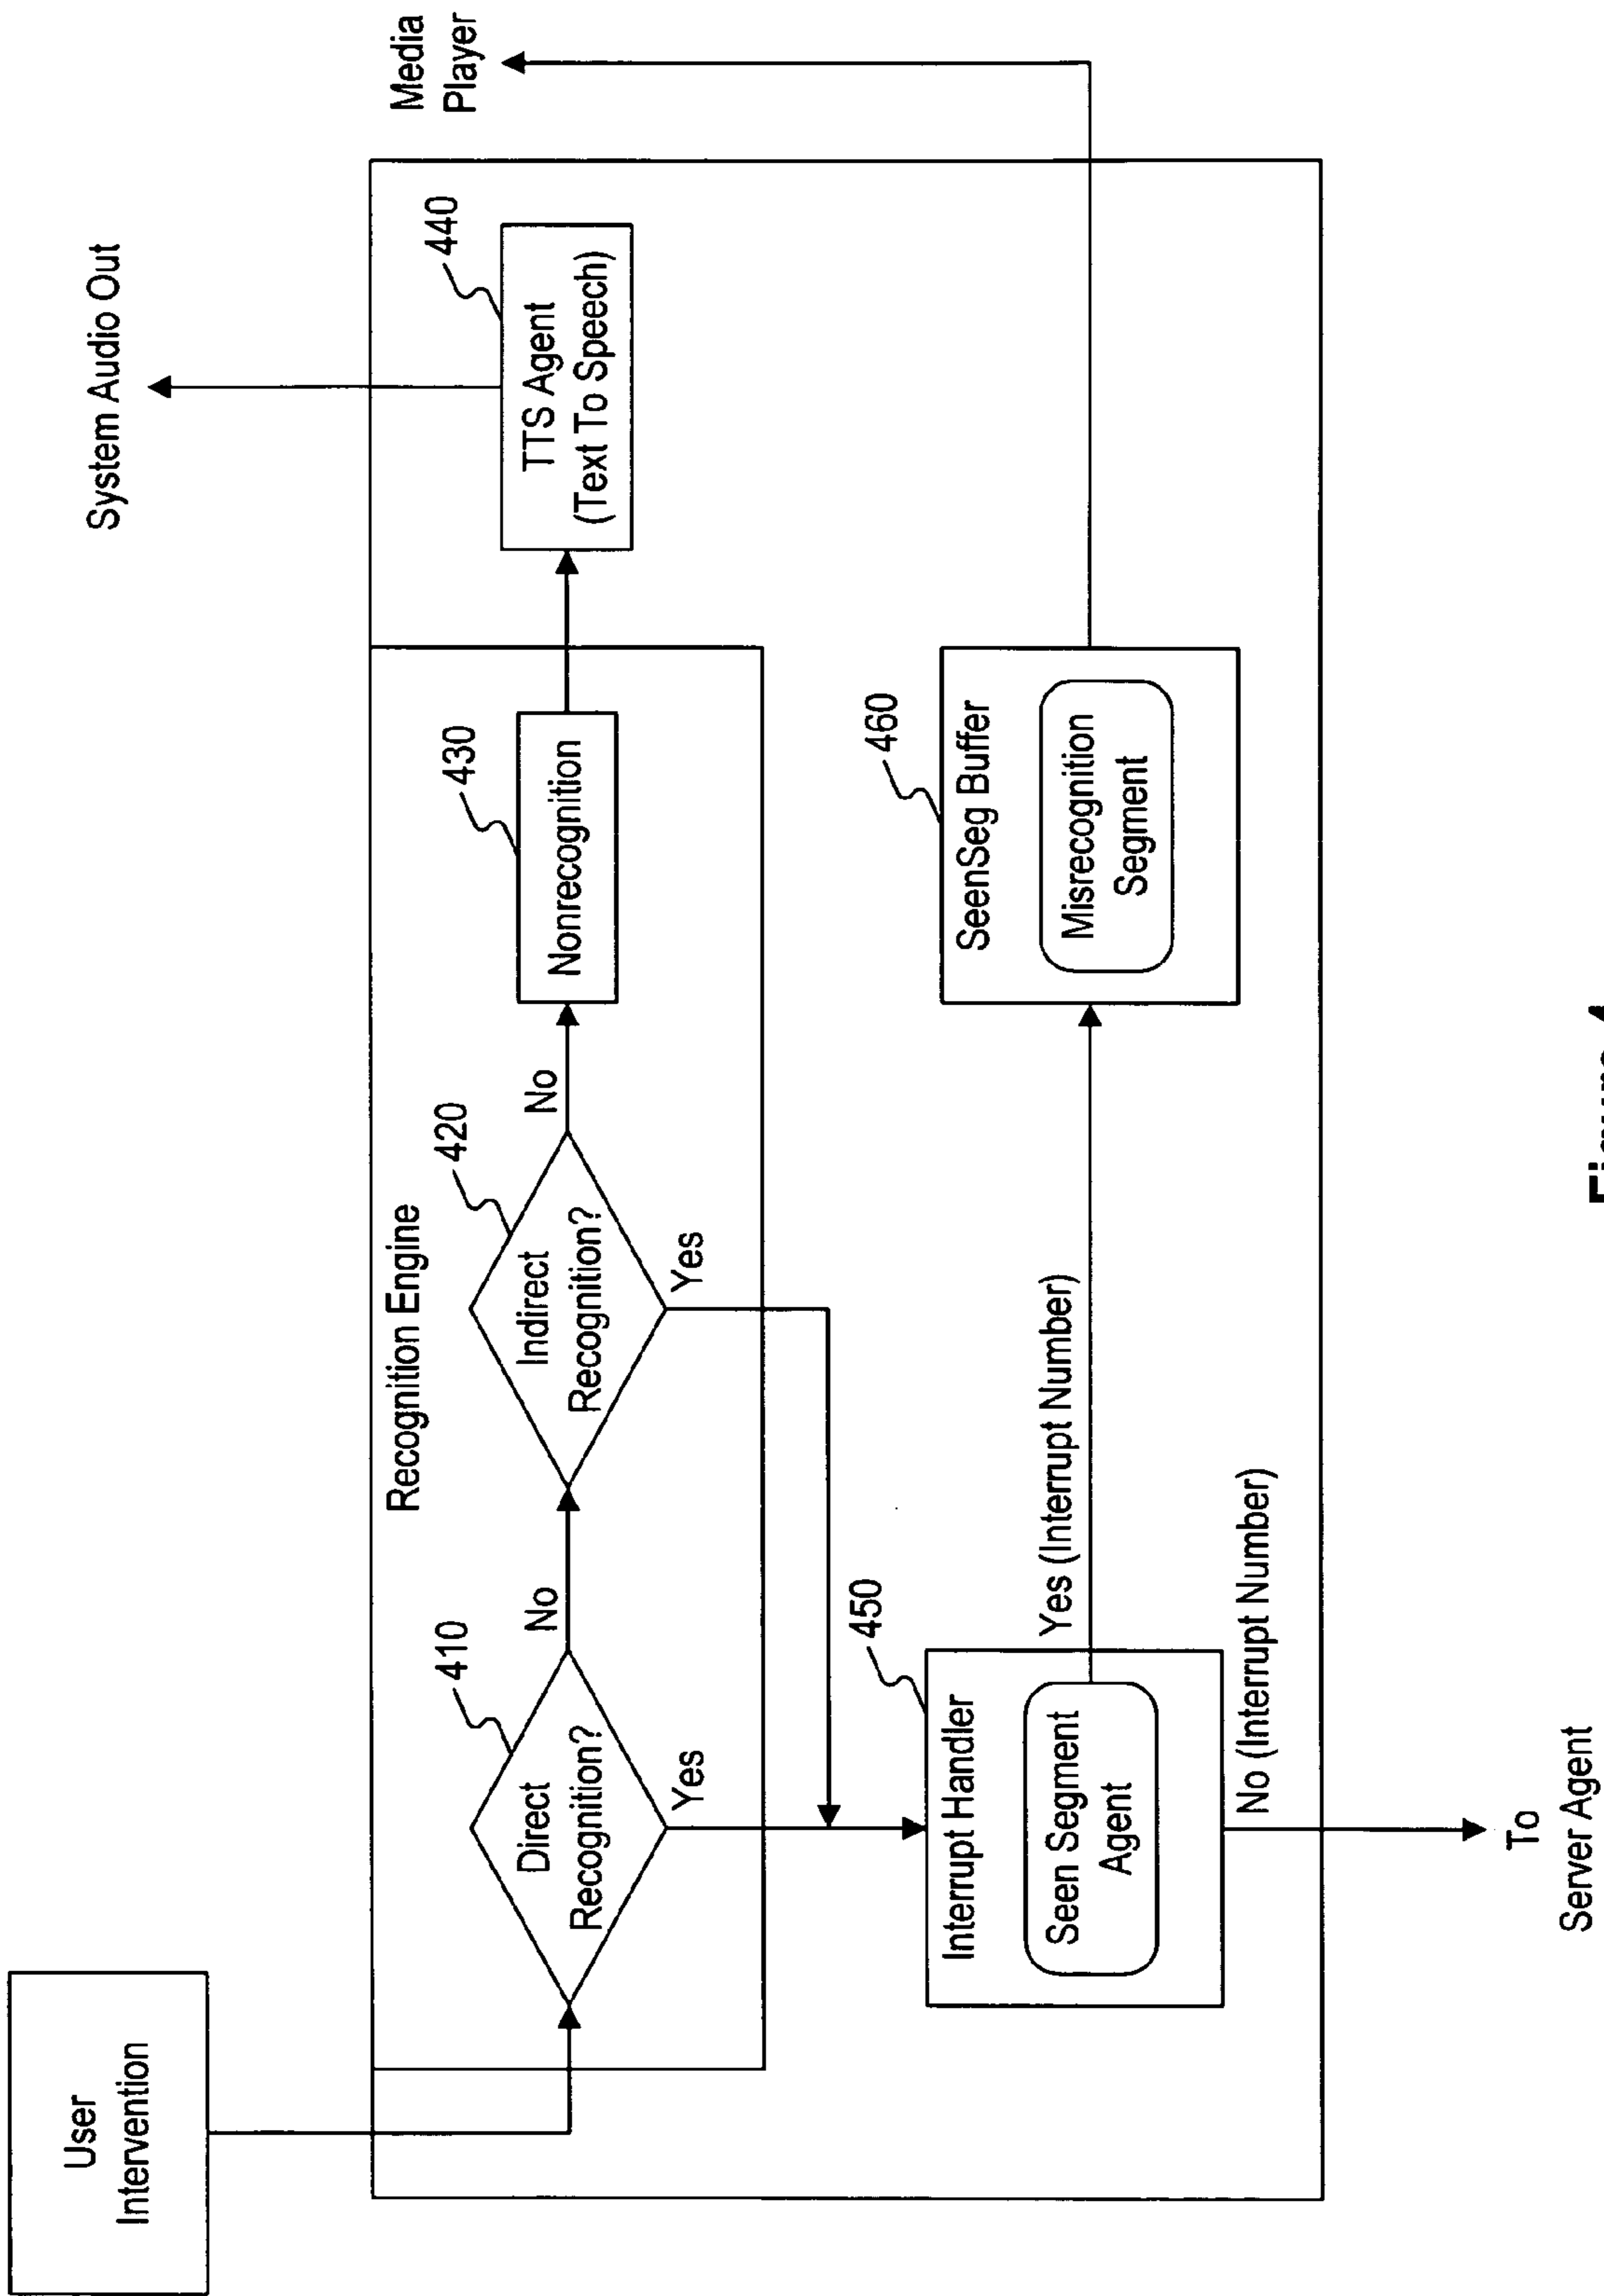 User
Intervention
System Audio Out
Media
Player
Recognition Engine
410
Direct
Recognition?
No
Yes
420
Indirect
Recognition?
No
Yes
430
Nonrecognition
440
TTS Agent
(Text To Speech)
450
Interrupt Handler
Seen Segment
Agent
Yes (Interrupt Number)
No (Interrupt Number)
460
SeenSeg Buffer
Misrecognition
Segment
To
Server Agent